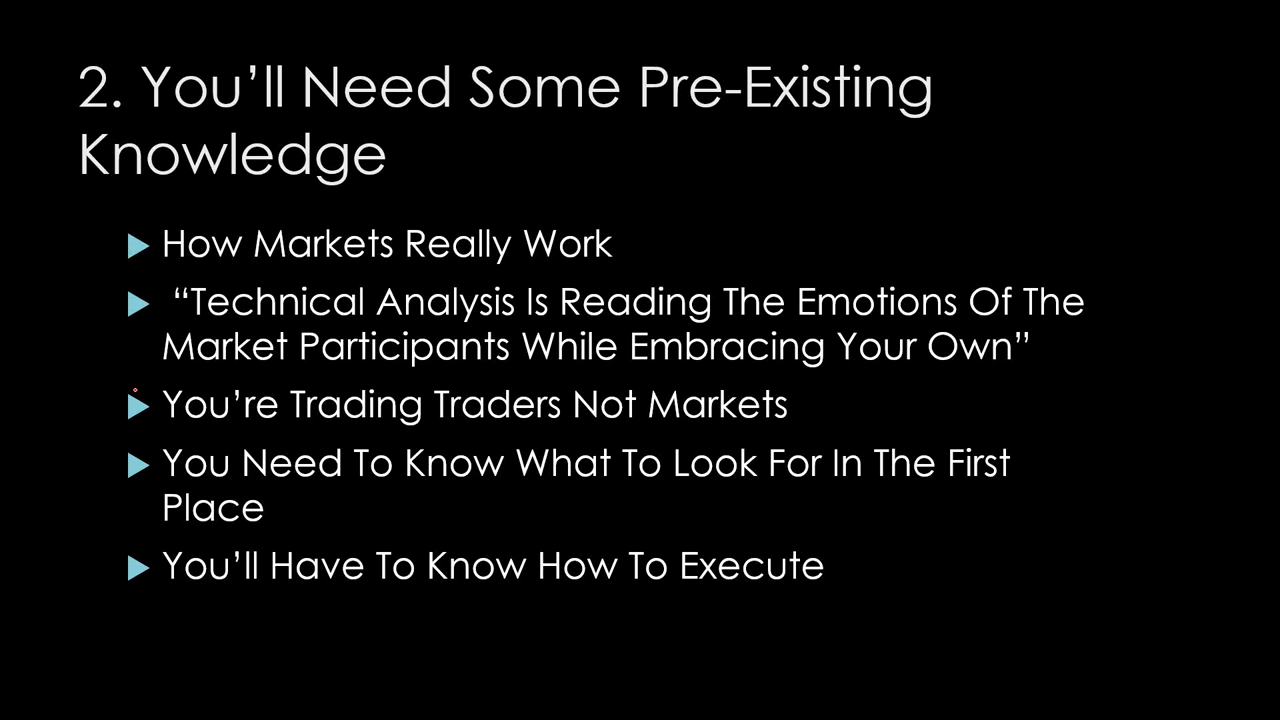 2. You’ll Need Some Pre-Existing
Knowledge
How Markets Really Work
“Technical Analysis Is Reading The Emotions Of The
Market Participants While Embracing Your Own”
You’re Trading Traders Not Markets
You Need To Know What To Look For In The First
Place
You’ll Have To Know How To Execute